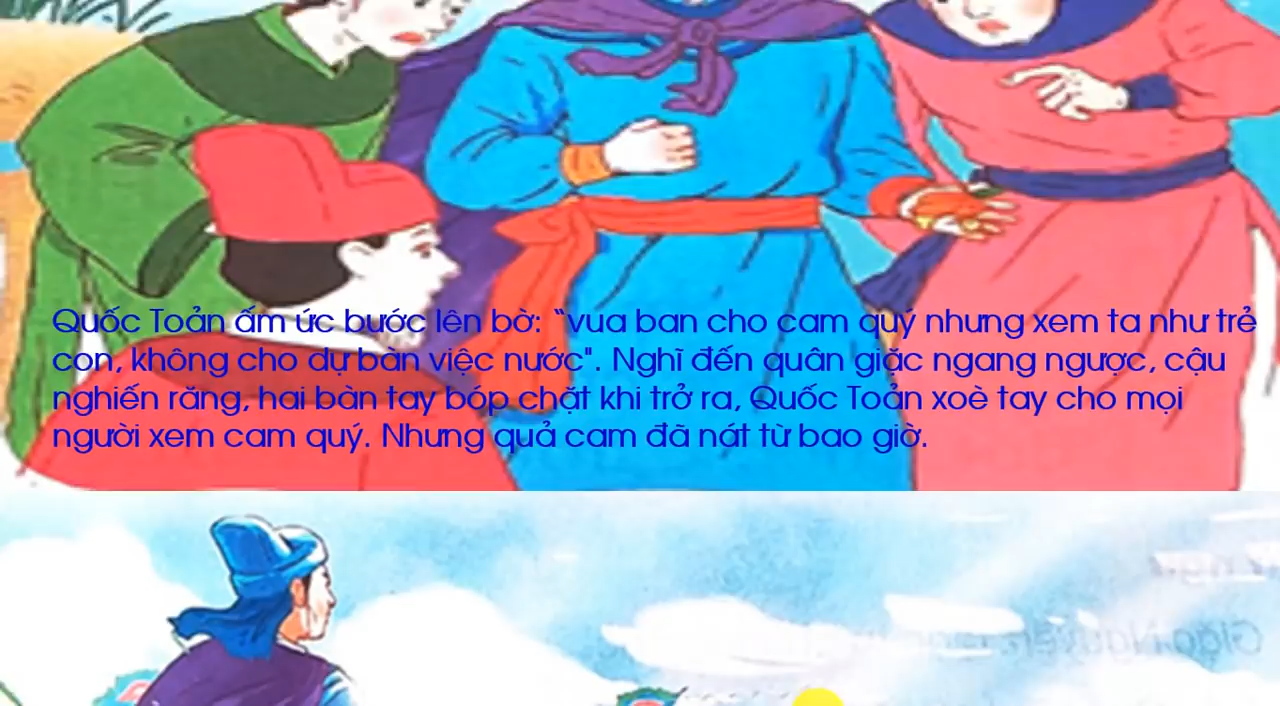 Quốc Toản ấm ức bước lên bờ: “vua ban cho cam quý nhưng xem ta như trẻ
con, không cho dự bàn việc nước". Nghĩ đến quân giặc ngang ngược, cậu
nghiến răng, hai bàn tay bóp chặt khi trở ra, Quốc Toản xoè tay cho mọi
người xem cam quý. Nhưng quả cam đã nát từ bao giờ.